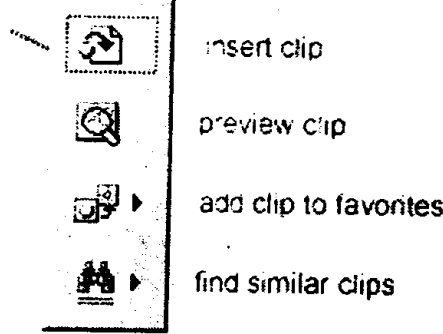 insert clip
preview clip
add clip to favorites
find similar clips